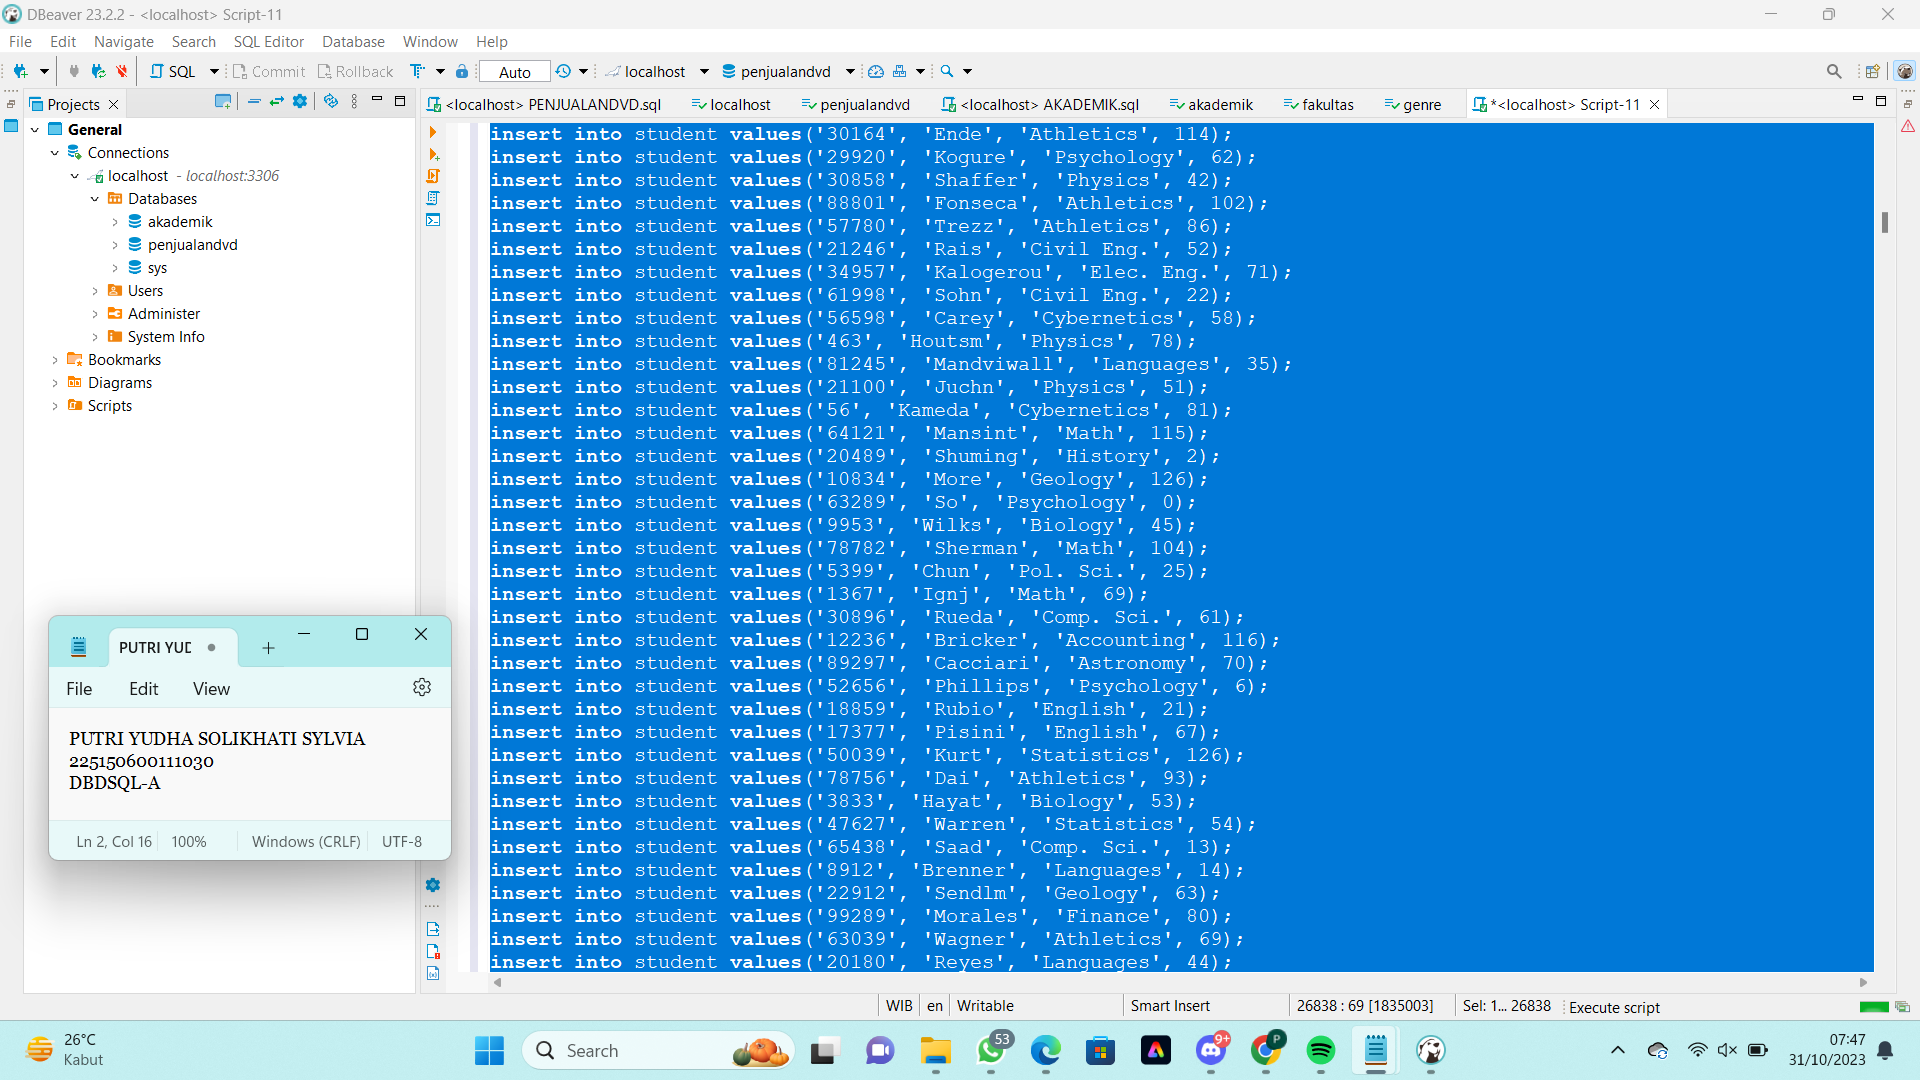 DBeaver 23.2.2 - <localhost> Script-11
File Edit Navigate Search SQL Editor Database Window Help
SQL Commit Rollback Auto localhost penjualandvd
Projects
<localhost> PENJUALANDVD.sql localhost penjualandvd <localhost> AKADEMIK.sql akademik fakultas genre *<localhost> Script-11
General
Connections
localhost - localhost:3306
Databases
akademik
penjualandvd
sys
Users
Administer
System Info
Bookmarks
Diagrams
Scripts
insert into student values('30164', 'Ende', 'Athletics', 114);
insert into student values('29920', 'Kogure', 'Psychology', 62);
insert into student values('30858', 'Shaffer', 'Physics', 42);
insert into student values('88801', 'Fonseca', 'Athletics', 102);
insert into student values('57780', 'Trezz', 'Athletics', 86);
insert into student values('21246', 'Rais', 'Civil Eng.', 52);
insert into student values('34957', 'Kalogerou', 'Elec. Eng.', 71);
insert into student values('61998', 'Sohn', 'Civil Eng.', 22);
insert into student values('56598', 'Carey', 'Cybernetics', 58);
insert into student values('463', 'Houtsm', 'Physics', 78);
insert into student values('81245', 'Mandviwall', 'Languages', 35);
insert into student values('21100', 'Juchn', 'Physics', 51);
insert into student values('56', 'Kameda', 'Cybernetics', 81);
insert into student values('64121', 'Mansint', 'Math', 115);
insert into student values('20489', 'Shuming', 'History', 2);
insert into student values('10834', 'More', 'Geology', 126);
insert into student values('63289', 'So', 'Psychology', 0);
insert into student values('9953', 'Wilks', 'Biology', 45);
insert into student values('78782', 'Sherman', 'Math', 104);
insert into student values('5399', 'Chun', 'Pol. Sci.', 25);
insert into student values('1367', 'Ignj', 'Math', 69);
insert into student values('30896', 'Rueda', 'Comp. Sci.', 61);
insert into student values('12236', 'Bricker', 'Accounting', 116);
insert into student values('89297', 'Cacciari', 'Astronomy', 70);
insert into student values('52656', 'Phillips', 'Psychology', 6);
insert into student values('18859', 'Rubio', 'English', 21);
insert into student values('17377', 'Pisini', 'English', 67);
insert into student values('50039', 'Kurt', 'Statistics', 126);
insert into student values('78756', 'Dai', 'Athletics', 93);
insert into student values('3833', 'Hayat', 'Biology', 53);
insert into student values('47627', 'Warren', 'Statistics', 54);
insert into student values('65438', 'Saad', 'Comp. Sci.', 13);
insert into student values('8912', 'Brenner', 'Languages', 14);
insert into student values('22912', 'Sendlm', 'Geology', 63);
insert into student values('99289', 'Morales', 'Finance', 80);
insert into student values('63039', 'Wagner', 'Athletics', 69);
insert into student values('20180', 'Reyes', 'Languages', 44);
PUTRI YUD
File Edit View
PUTRI YUDHA SOLIKHATI SYLVIA
225150600111030
DBDSQL-A
Ln 2, Col 16 100% Windows (CRLF) UTF-8
WIB en Writable Smart Insert 26838 : 69 [1835003] Sel: 1... 26838 Execute script
26°C
Kabut
Search
53
9+
P
07:47
31/10/2023